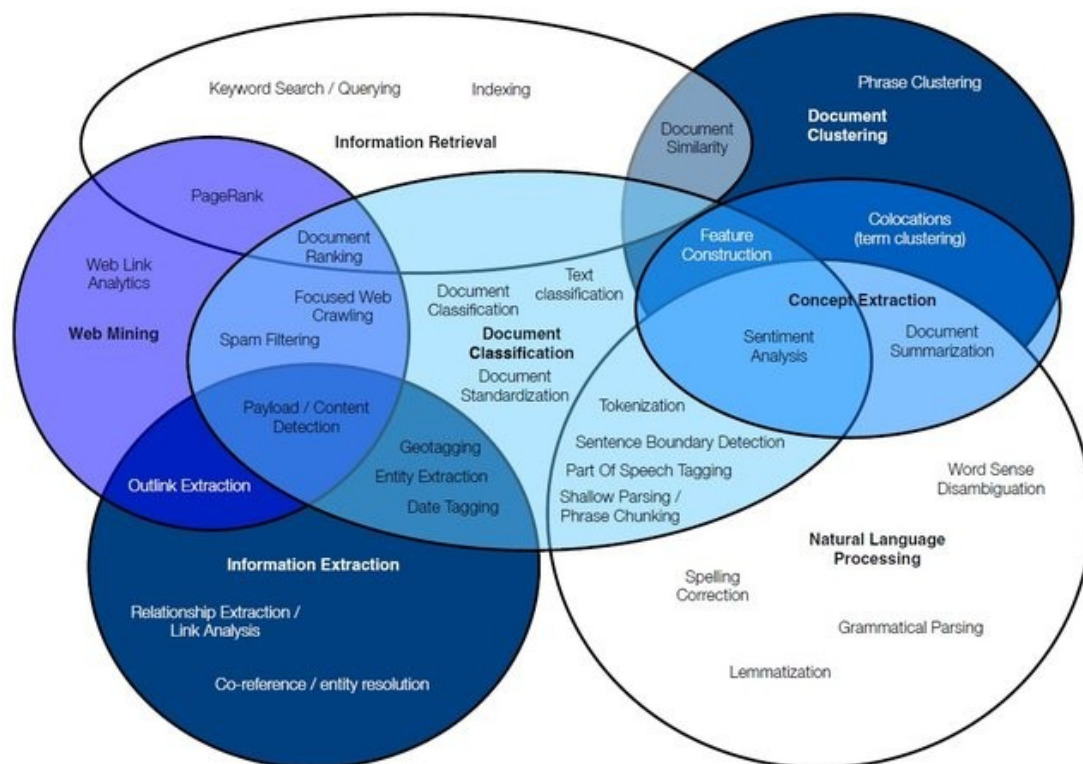 Keyword Search / Querying
Indexing
Information Retrieval
Phrase Clustering
Document
Clustering
Document
Similarity
PageRank
Document
Ranking
Feature
Construction
Colocations
(term clustering)
Web Link
Analytics
Focused Web
Crawling
Document
Classification
Text
classification
Concept Extraction
Web Mining
Spam Filtering
Document
Classification
Sentiment
Analysis
Document
Summarization
Document
Standardization
Payload / Content
Detection
Tokenization
Geotagging
Sentence Boundary Detection
Entity Extraction
Part Of Speech Tagging
Word Sense
Disambiguation
Outlink Extraction
Date Tagging
Shallow Parsing /
Phrase Chunking
Natural Language
Processing
Information Extraction
Spelling
Correction
Relationship Extraction /
Link Analysis
Grammatical Parsing
Lemmatization
Co-reference / entity resolution